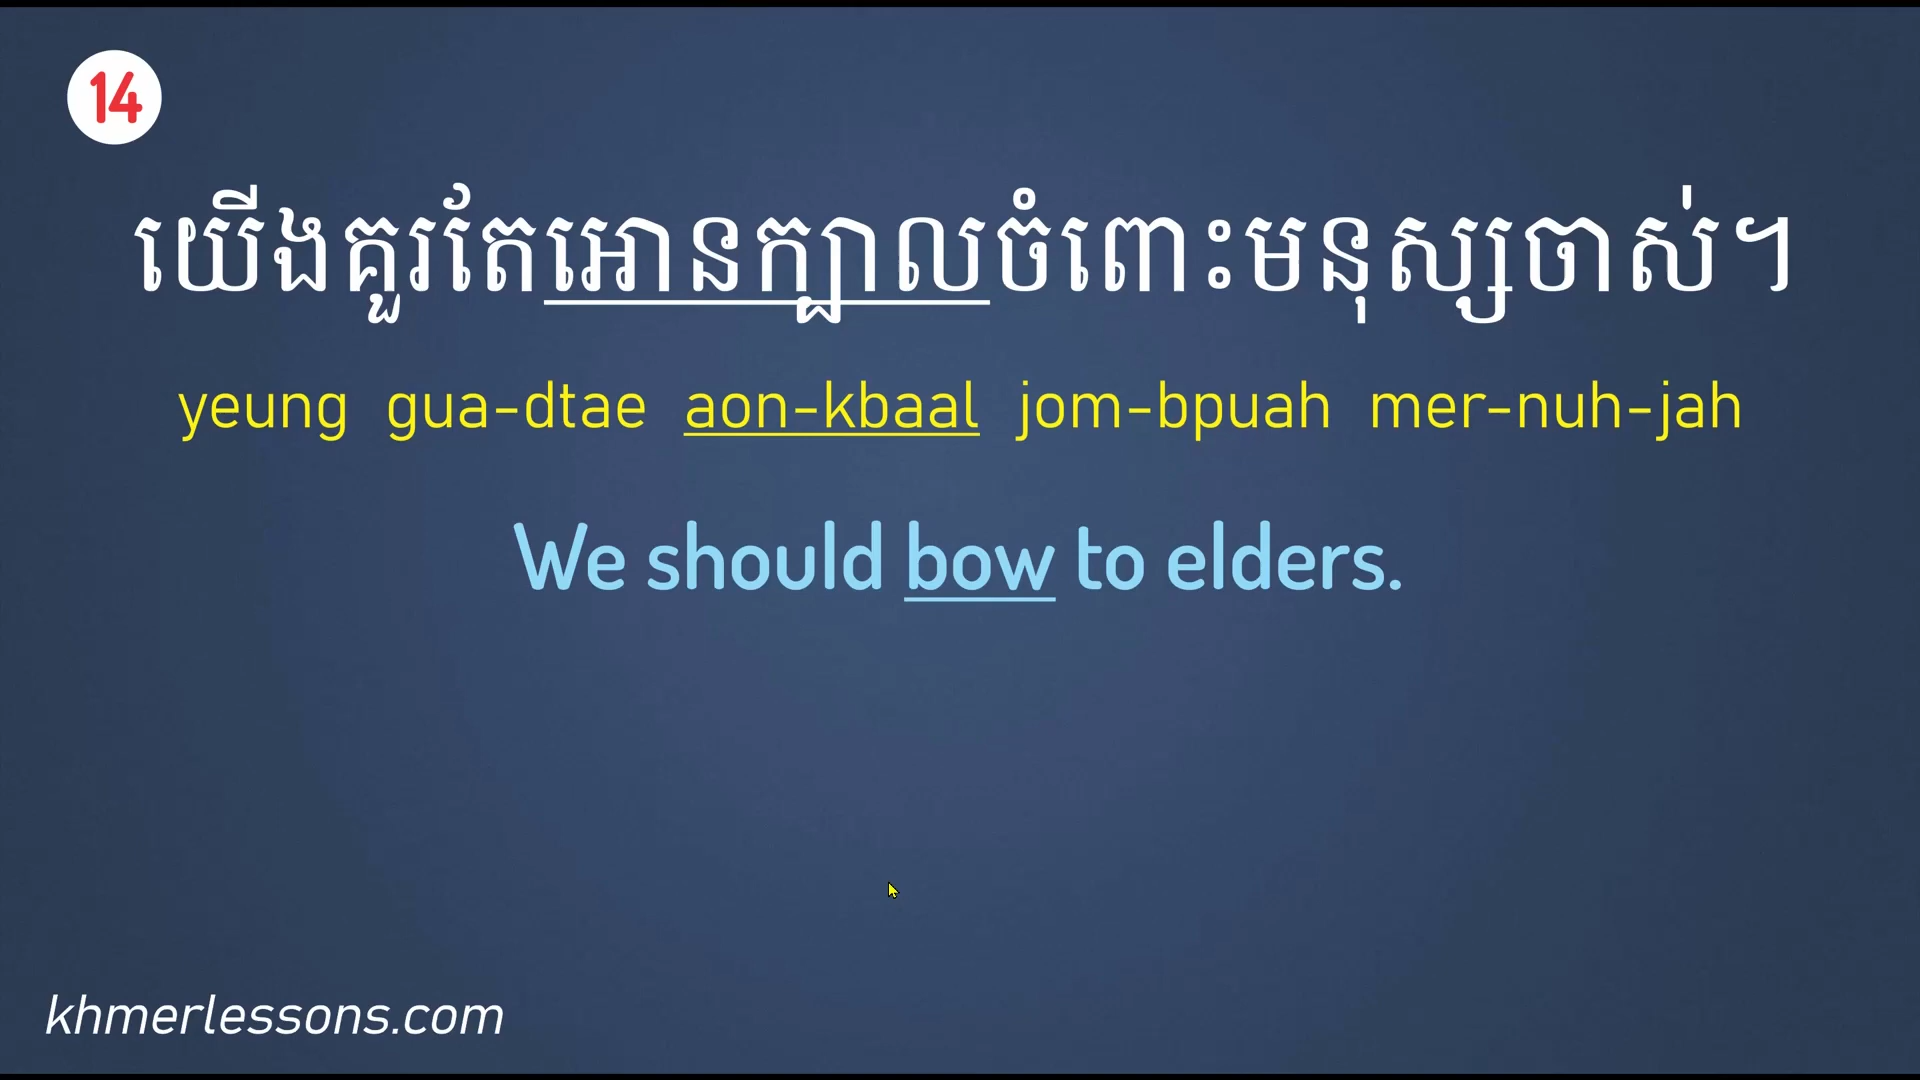 14
យើងគួរតែអោនក្បាលចំពោះមនុស្សចាស់។
yeung gua-dtae aon-kbaal jom-bpuah mer-nuh-jah
We should bow to elders.
khmerlessons.com